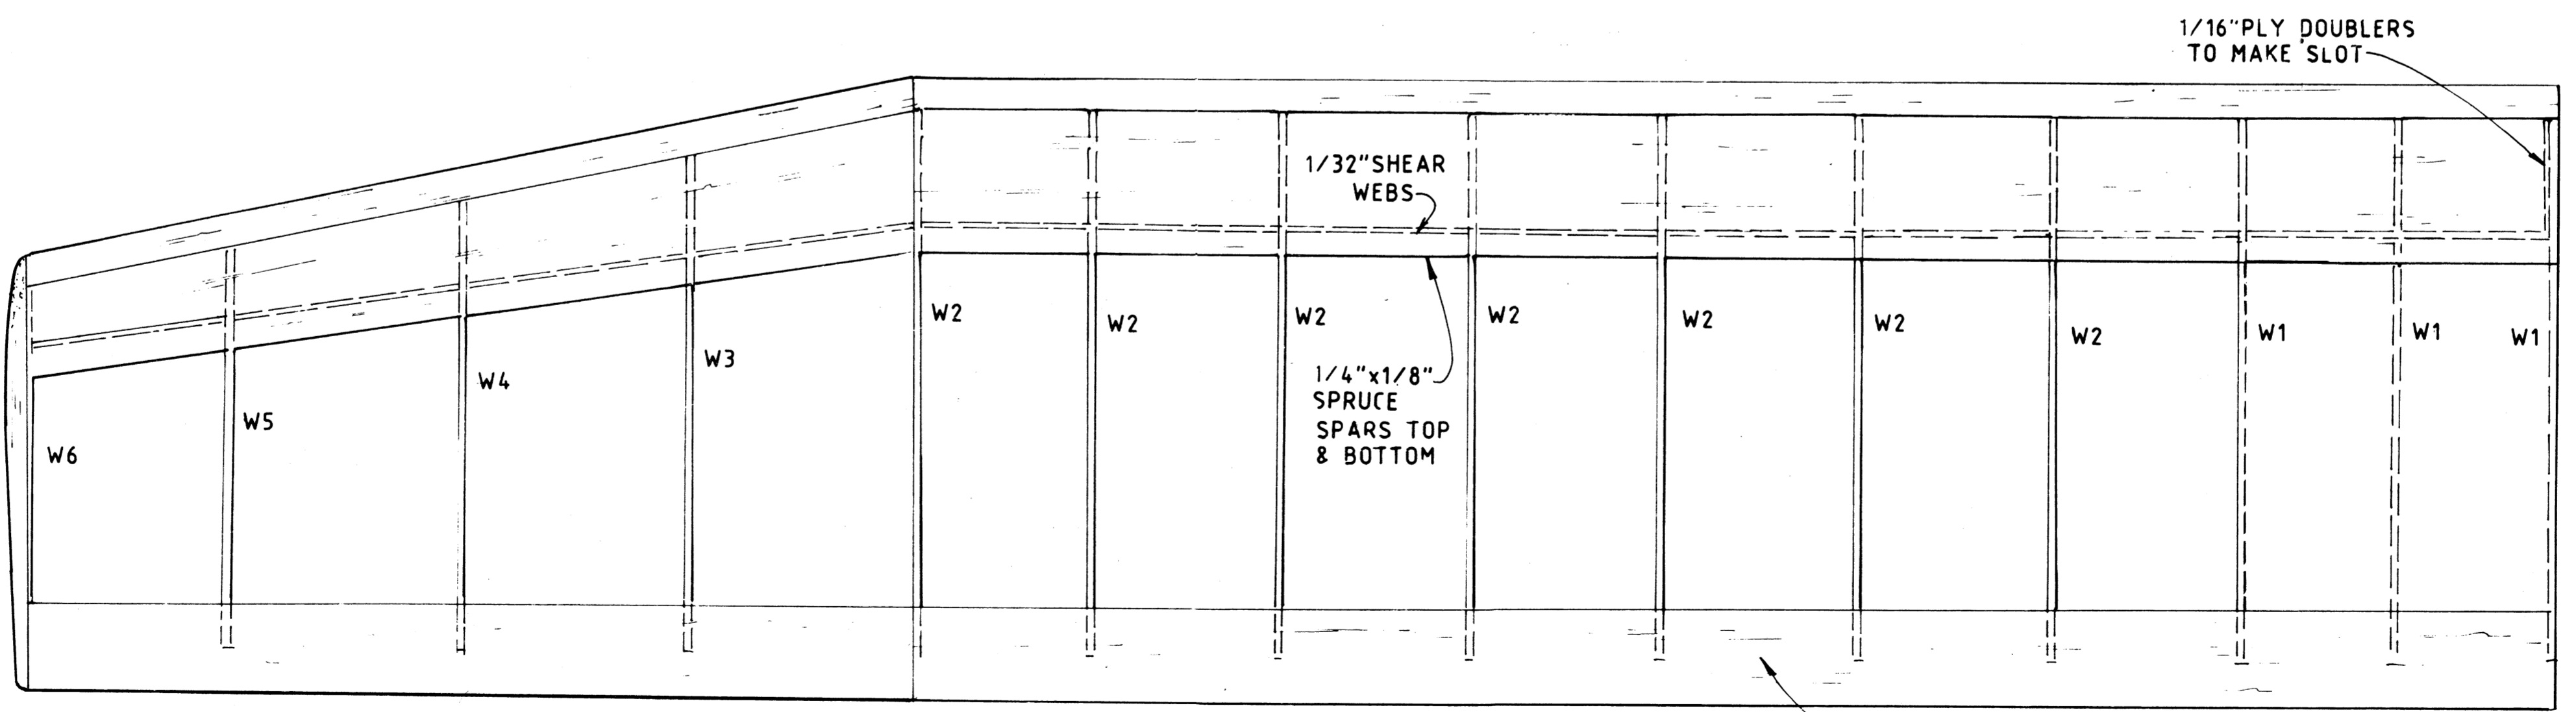 1/16"PLY DOUBLERS
TO MAKE SLOT
1/32"SHEAR
WEBS
1/4"x1/8"
SPRUCE
SPARS TOP
& BOTTOM
W6
W5
W4
W3
W2
W2
W2
W2
W2
W2
W2
W1
W1
W1